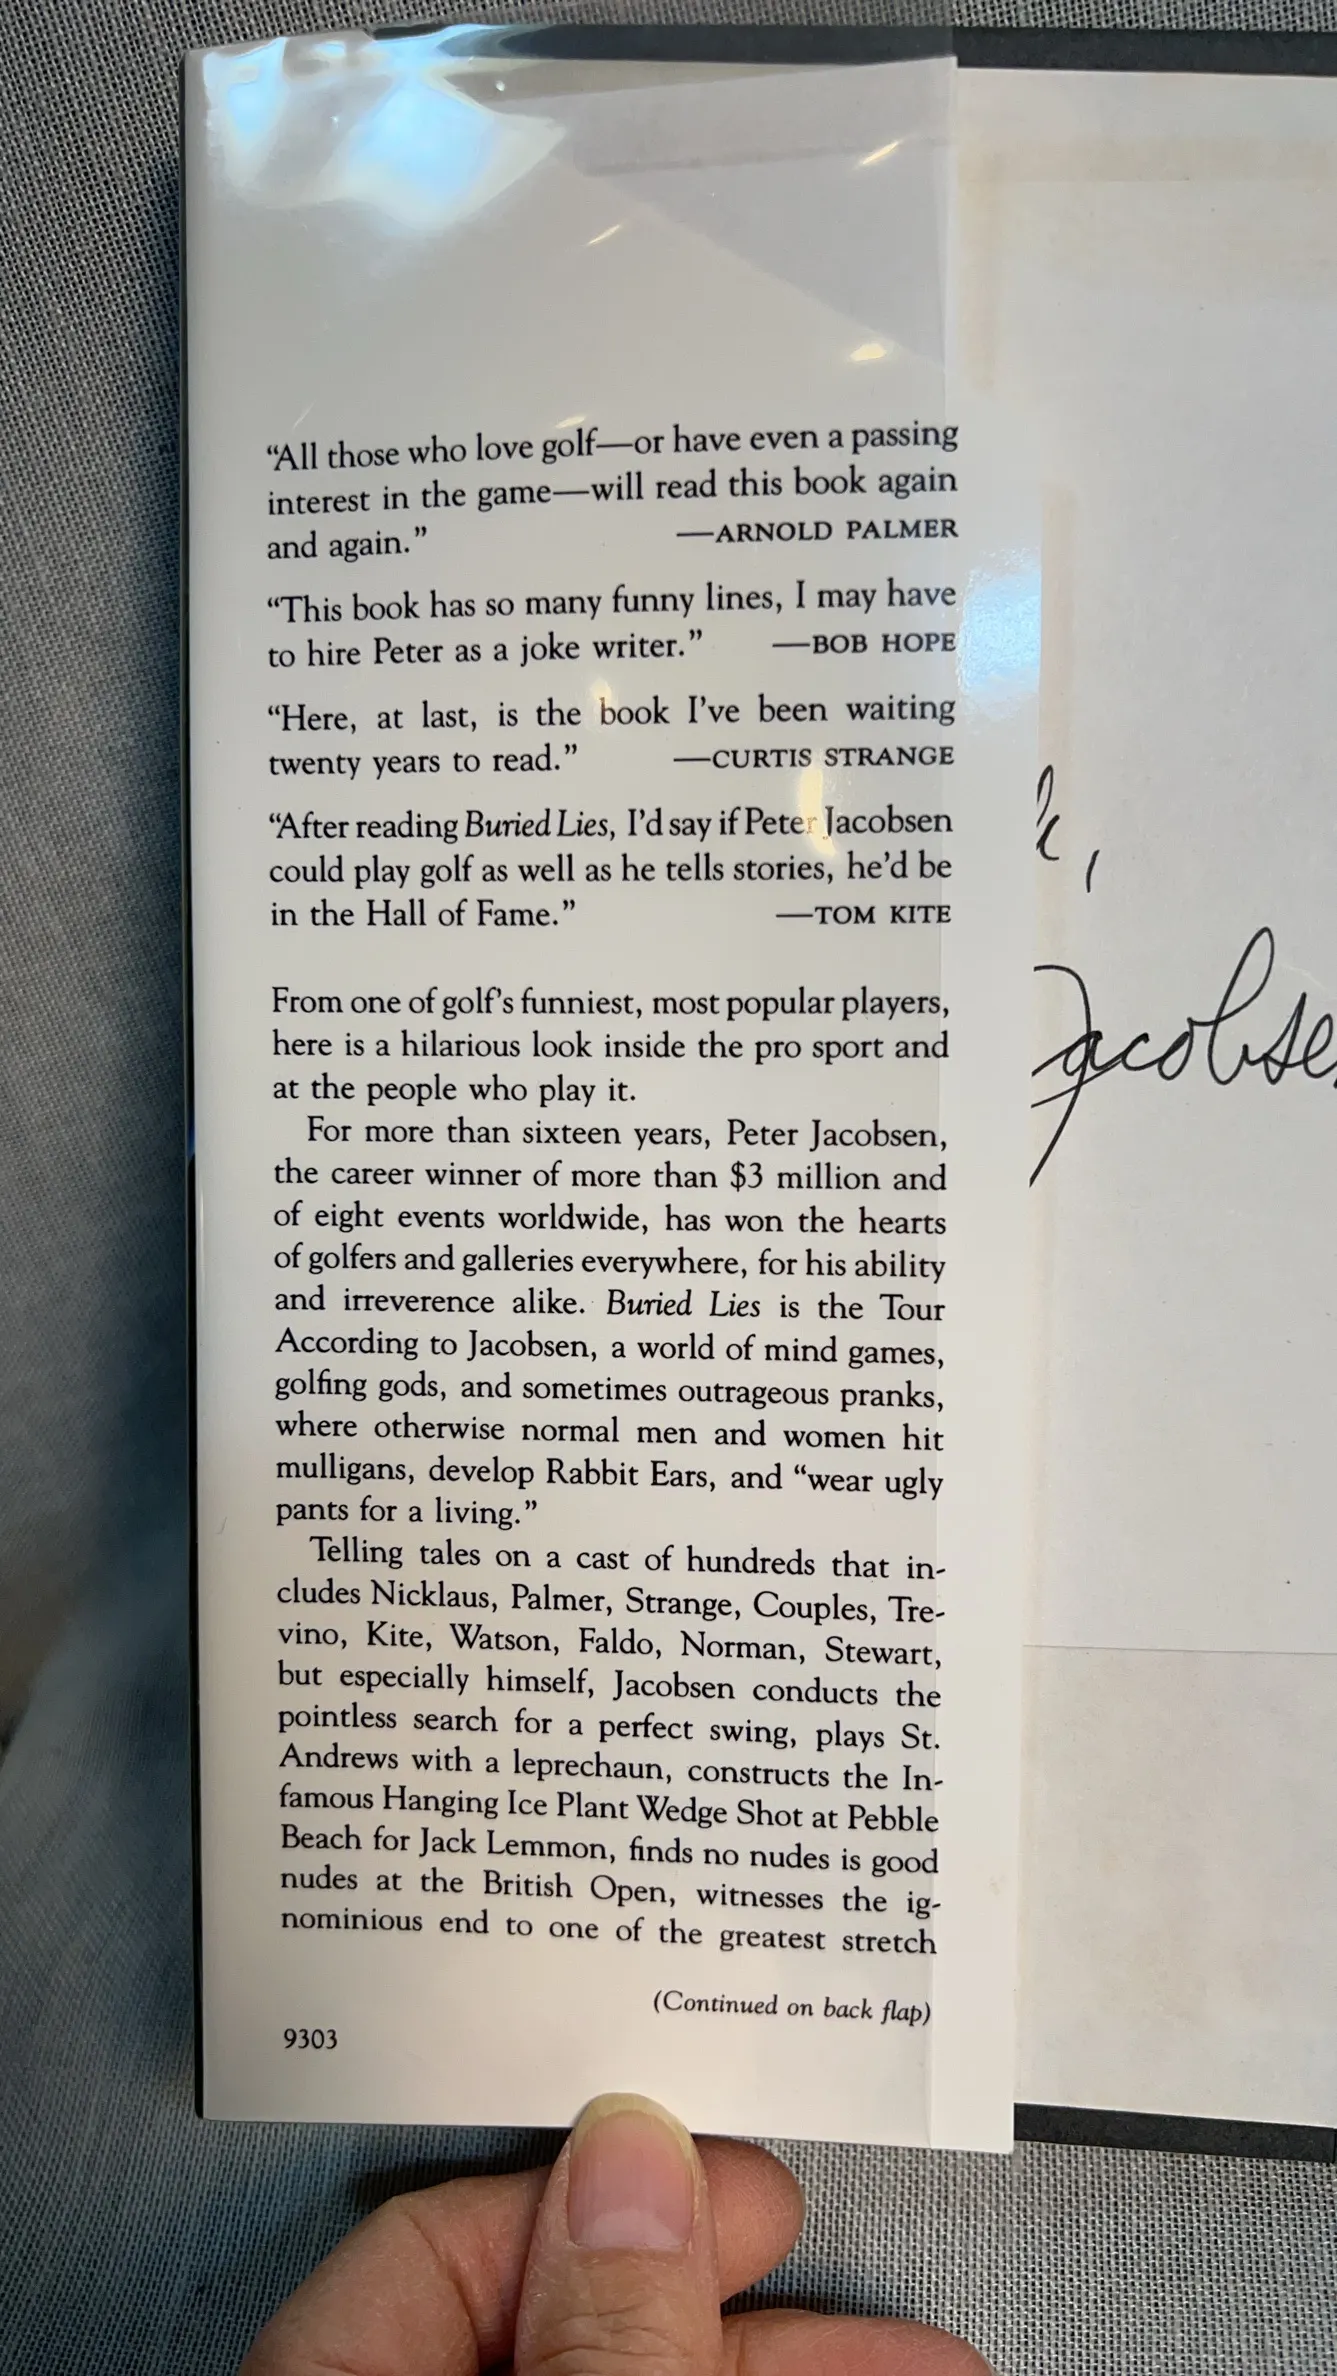 “All those who love golf—or have even a passing
interest in the game—will read this book again
and again.” —ARNOLD PALMER
“This book has so many funny lines, I may have
to hire Peter as a joke writer.” —BOB HOPE
“Here, at last, is the book I’ve been waiting
twenty years to read.” —CURTIS STRANGE
“After reading Buried Lies, I’d say if Peter Jacobsen
could play golf as well as he tells stories, he’d be
in the Hall of Fame.” —TOM KITE
From one of golf’s funniest, most popular players,
here is a hilarious look inside the pro sport and
at the people who play it.
For more than sixteen years, Peter Jacobsen,
the career winner of more than $3 million and
of eight events worldwide, has won the hearts
of golfers and galleries everywhere, for his ability
and irreverence alike. Buried Lies is the Tour
According to Jacobsen, a world of mind games,
golfing gods, and sometimes outrageous pranks,
where otherwise normal men and women hit
mulligans, develop Rabbit Ears, and “wear ugly
pants for a living.”
Telling tales on a cast of hundreds that in-
cludes Nicklaus, Palmer, Strange, Couples, Tre-
vino, Kite, Watson, Faldo, Norman, Stewart,
but especially himself, Jacobsen conducts the
pointless search for a perfect swing, plays St.
Andrews with a leprechaun, constructs the In-
famous Hanging Ice Plant Wedge Shot at Pebble
Beach for Jack Lemmon, finds no nudes is good
nudes at the British Open, witnesses the ig-
nominious end to one of the greatest stretch
(Continued on back flap)
9303
Jacobse